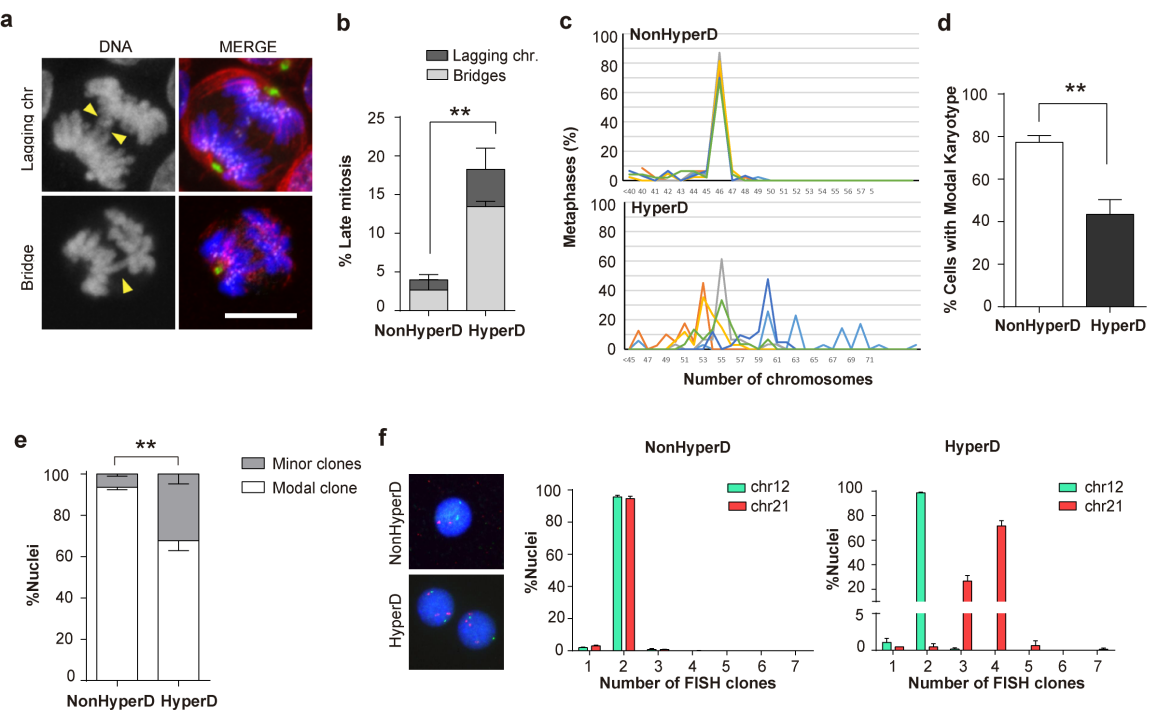 a
DNA
MERGE
Lagging chr
Bridge
b
Lagging chr.
Bridges
**
25
20
15
10
5
0
% Late mitosis
NonHyperD HyperD
c
NonHyperD
100
80
60
40
20
0
<40 40 41 42 43 44 45 46 47 48 49 50 51 52 53 54 55 56 57 5
Metaphases (%)
HyperD
100
80
60
40
20
0
<45 47 49 51 53 55 57 59 61 63 65 67 69 71
Number of chromosomes
d
**
100
80
60
40
20
0
% Cells with Modal Karyotype
NonHyperD HyperD
e
**
Minor clones
Modal clone
100
80
60
40
20
0
%Nuclei
NonHyperD HyperD
f
NonHyperD
HyperD
NonHyperD
chr12
chr21
100
80
60
40
20
0
%Nuclei
1 2 3 4 5 6 7
Number of FISH clones
HyperD
chr12
chr21
100
80
60
40
20
5
0
%Nuclei
1 2 3 4 5 6 7
Number of FISH clones